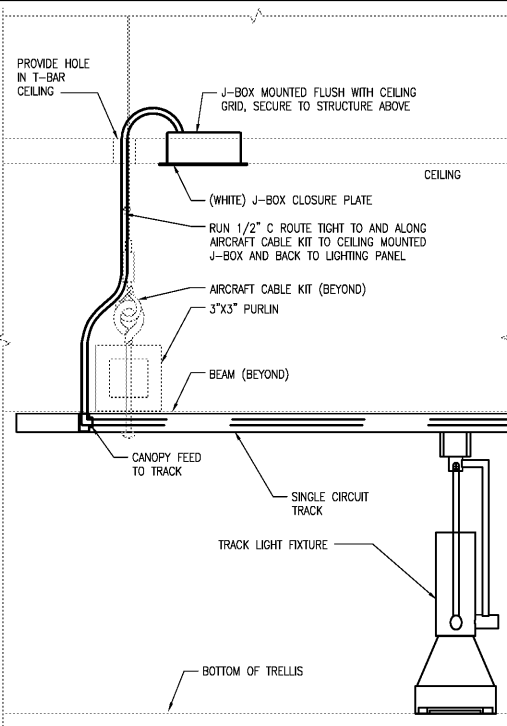 PROVIDE HOLE
IN T-BAR
CEILING
J-BOX MOUNTED FLUSH WITH CEILING
GRID, SECURE TO STRUCTURE ABOVE
CEILING
(WHITE) J-BOX CLOSURE PLATE
RUN 1/2" C ROUTE TIGHT TO AND ALONG
AIRCRAFT CABLE KIT TO CEILING MOUNTED
J-BOX AND BACK TO LIGHTING PANEL
AIRCRAFT CABLE KIT (BEYOND)
3"X3" PURLIN
BEAM (BEYOND)
CANOPY FEED
TO TRACK
SINGLE CIRCUIT
TRACK
TRACK LIGHT FIXTURE
BOTTOM OF TRELLIS